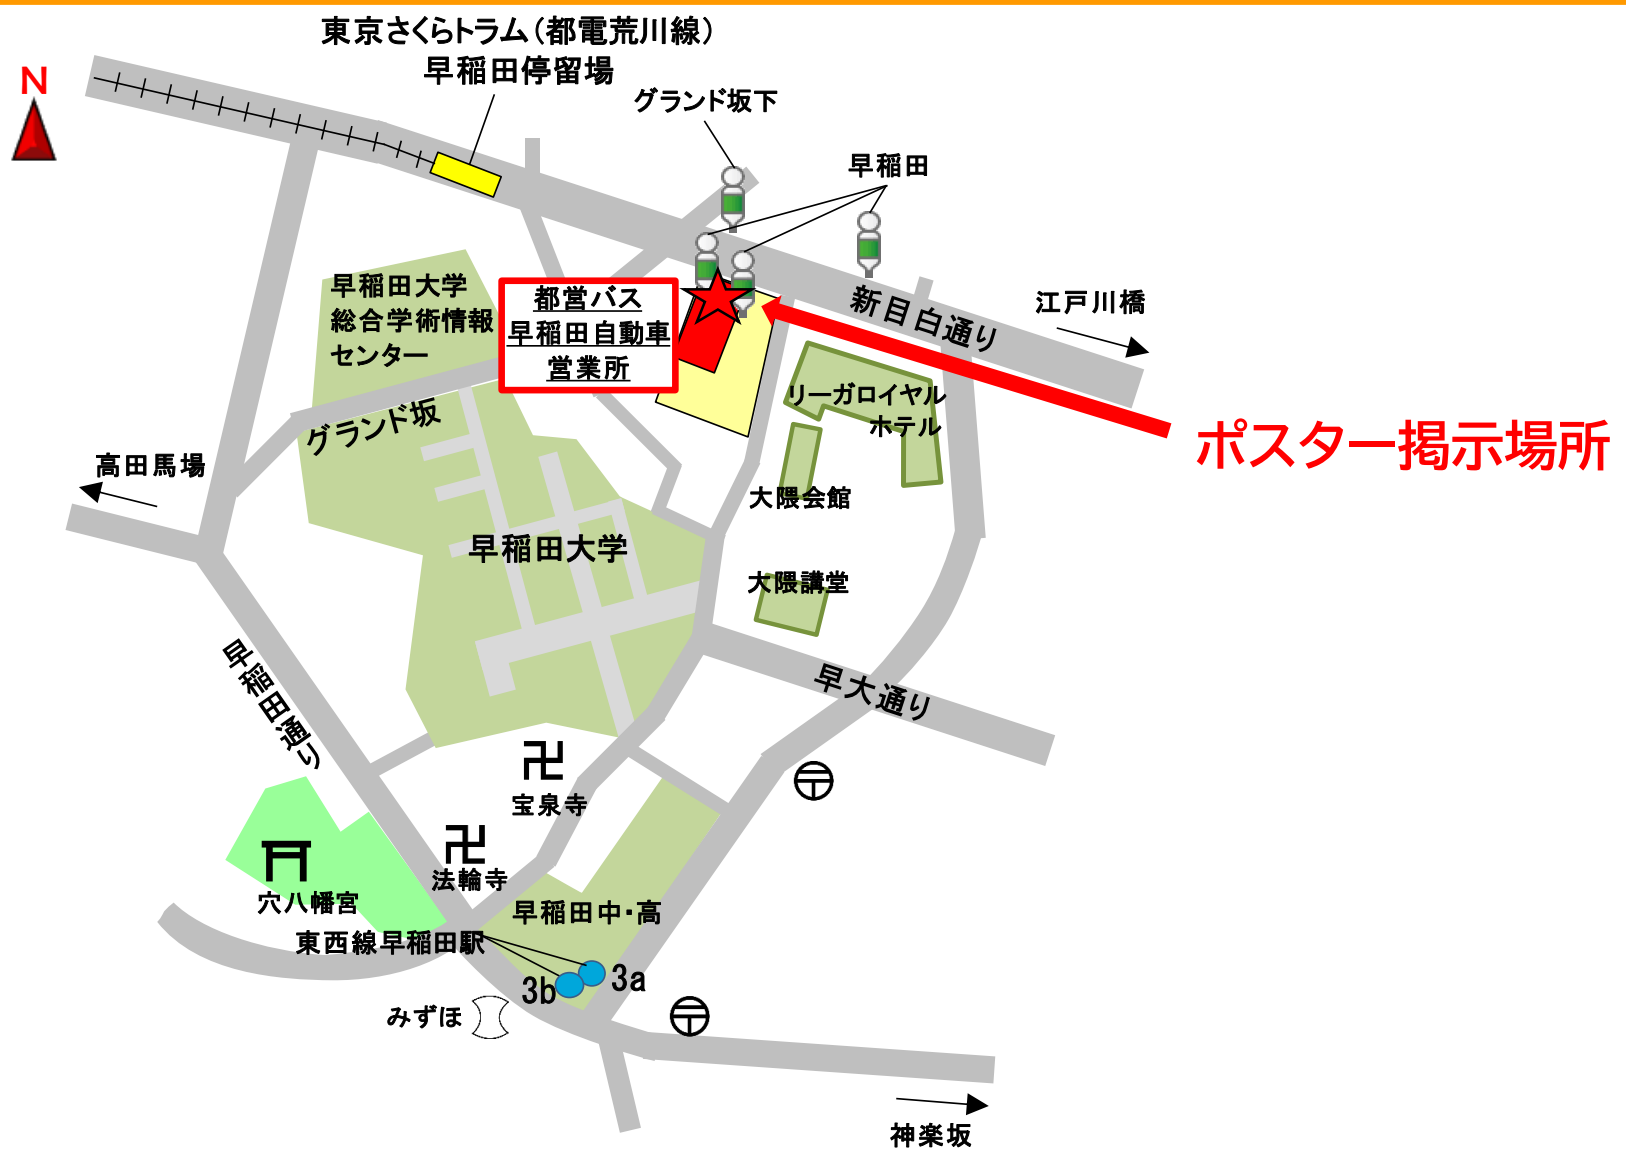 東京さくらトラム（都電荒川線）
早稲田停留場
N
グランド坂下
早稲田
早稲田大学
総合学術情報
センター
都営バス
早稲田自動車
営業所
新目白通り
江戸川橋
リーガロイヤル
ホテル
グランド坂
ポスター掲示場所
高田馬場
大隈会館
早稲田大学
大隈講堂
早稲田通り
早大通り
宝泉寺
法輪寺
穴八幡宮
早稲田中・高
東西線早稲田駅
3b
3a
みずほ
神楽坂